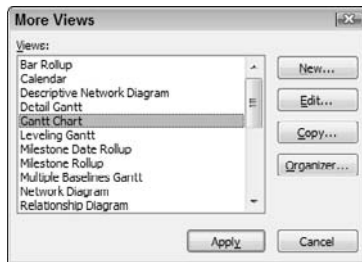 More Views
Views:
Bar Rollup
Calendar
Descriptive Network Diagram
Detail Gantt
Gantt Chart
Leveling Gantt
Milestone Date Rollup
Milestone Rollup
Multiple Baselines Gantt
Network Diagram
Relationship Diagram
New...
Edit...
Copy...
Organizer...
Apply
Cancel